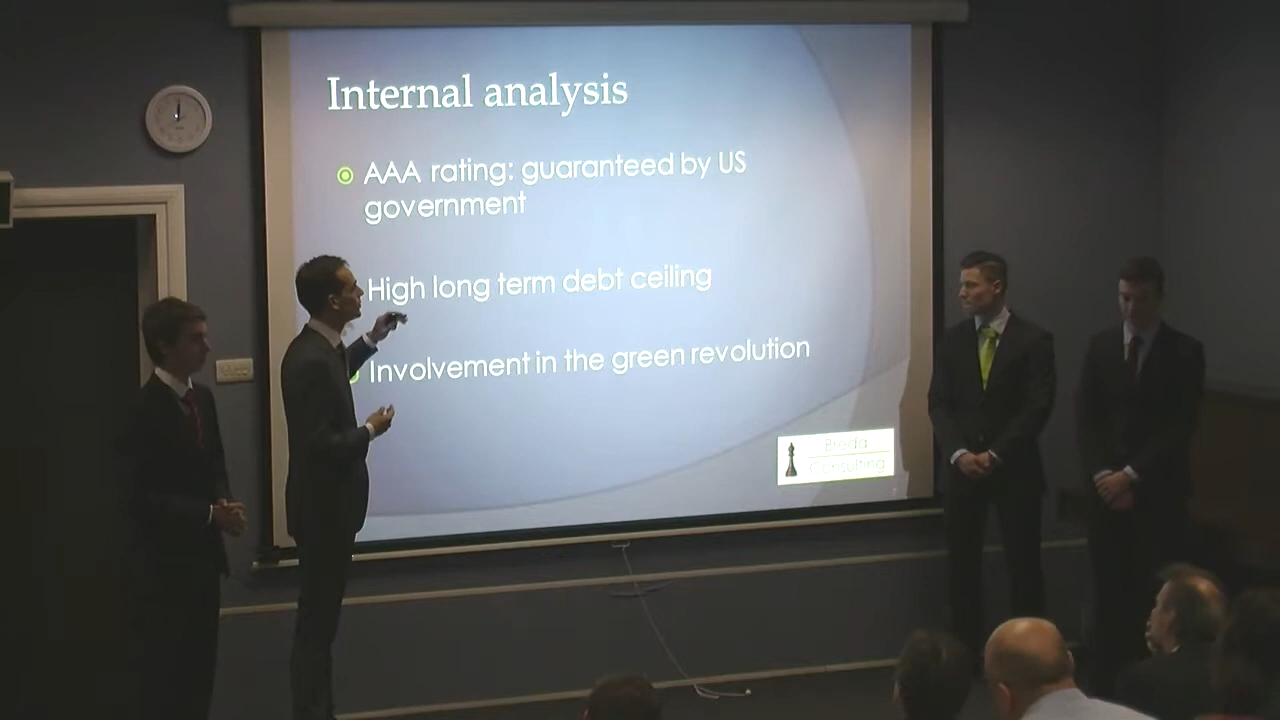 Internal analysis
AAA rating: guaranteed by US
government
High long term debt ceiling
Involvement in the green revolution
Breda
Consulting